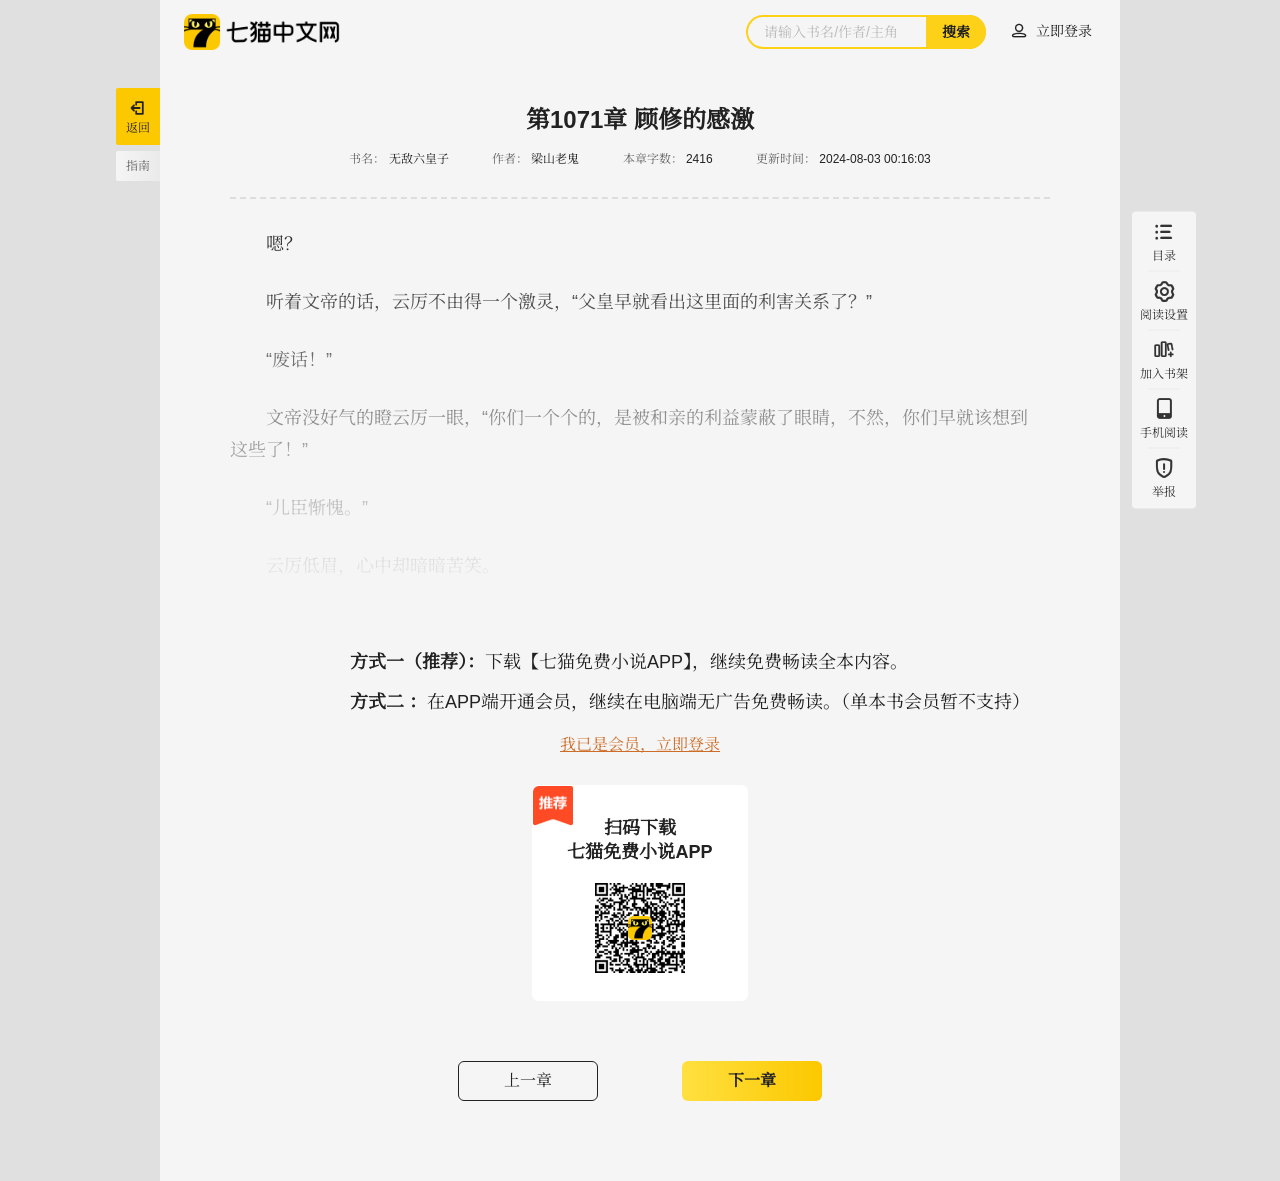 七猫中文网
请输入书名/作者/主角
搜索
立即登录
返回
指南
第1071章 顾修的感激
书名： 无敌六皇子 作者： 梁山老鬼 本章字数： 2416 更新时间： 2024-08-03 00:16:03
嗯？
听着文帝的话，云厉不由得一个激灵，“父皇早就看出这里面的利害关系了？”
“废话！”
文帝没好气的瞪云厉一眼，“你们一个个的，是被和亲的利益蒙蔽了眼睛，不然，你们早就该想到
这些了！”
“儿臣惭愧。”
云厉低眉，心中却暗暗苦笑。
目录
阅读设置
加入书架
手机阅读
举报
方式一（推荐）：下载【七猫免费小说APP】，继续免费畅读全本内容。
方式二 ：在APP端开通会员，继续在电脑端无广告免费畅读。（单本书会员暂不支持）
我已是会员，立即登录
推荐
扫码下载
七猫免费小说APP
上一章
下一章